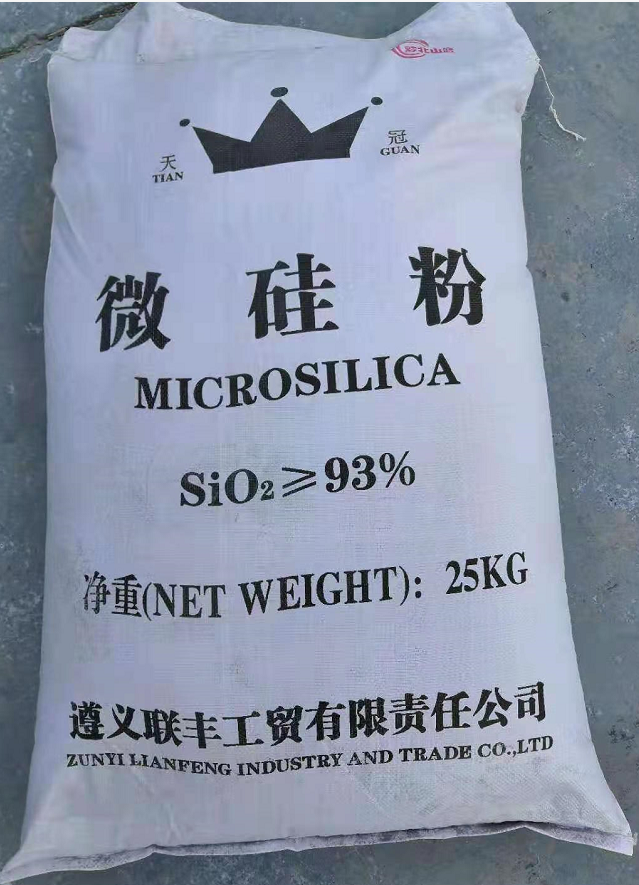 天 冠
TIAN GUAN
微硅粉
MICROSILICA
SiO₂≥93%
净重(NET WEIGHT): 25KG
遵义联丰工贸有限责任公司
ZUNYI LIANFENG INDUSTRY AND TRADE CO.,LTD